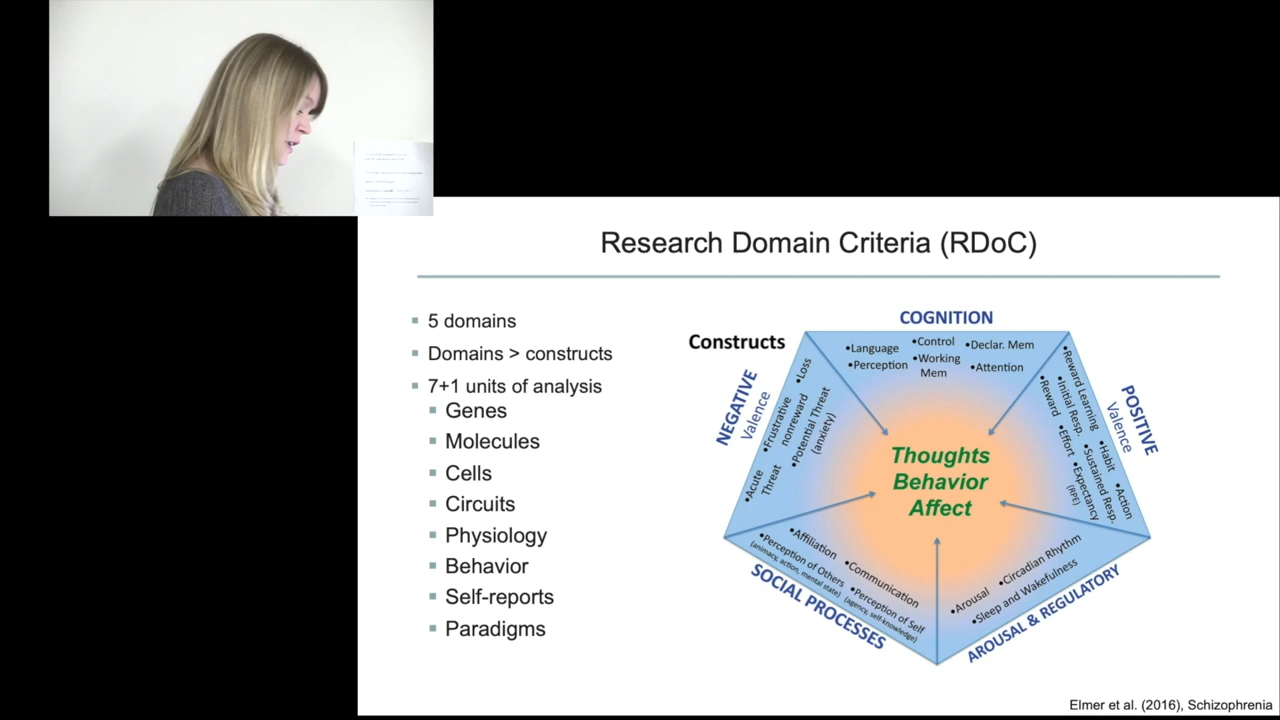 Research Domain Criteria (RDoC)
5 domains
Domains > constructs
7+1 units of analysis
Genes
Molecules
Cells
Circuits
Physiology
Behavior
Self-reports
Paradigms
Constructs
COGNITION
•Language
•Perception
•Control
•Working
Mem
•Declar. Mem
•Attention
NEGATIVE
Valence
•Loss
•Frustrative
nonreward
•Potential Threat
(anxiety)
•Acute
Threat
POSITIVE
Valence
•Reward Learning
•Initial Resp.
•Reward
•Habit
•Sustained Resp.
•Effort
•Expectancy
(RPE)
•Action
Thoughts
Behavior
Affect
SOCIAL PROCESSES
•Affiliation
•Perception of Others
(animacy, action, mental state)
•Communication
•Perception of Self
(agency, self-knowledge)
AROUSAL & REGULATORY
•Circadian Rhythm
•Arousal
•Sleep and Wakefulness
Elmer et al. (2016), Schizophrenia